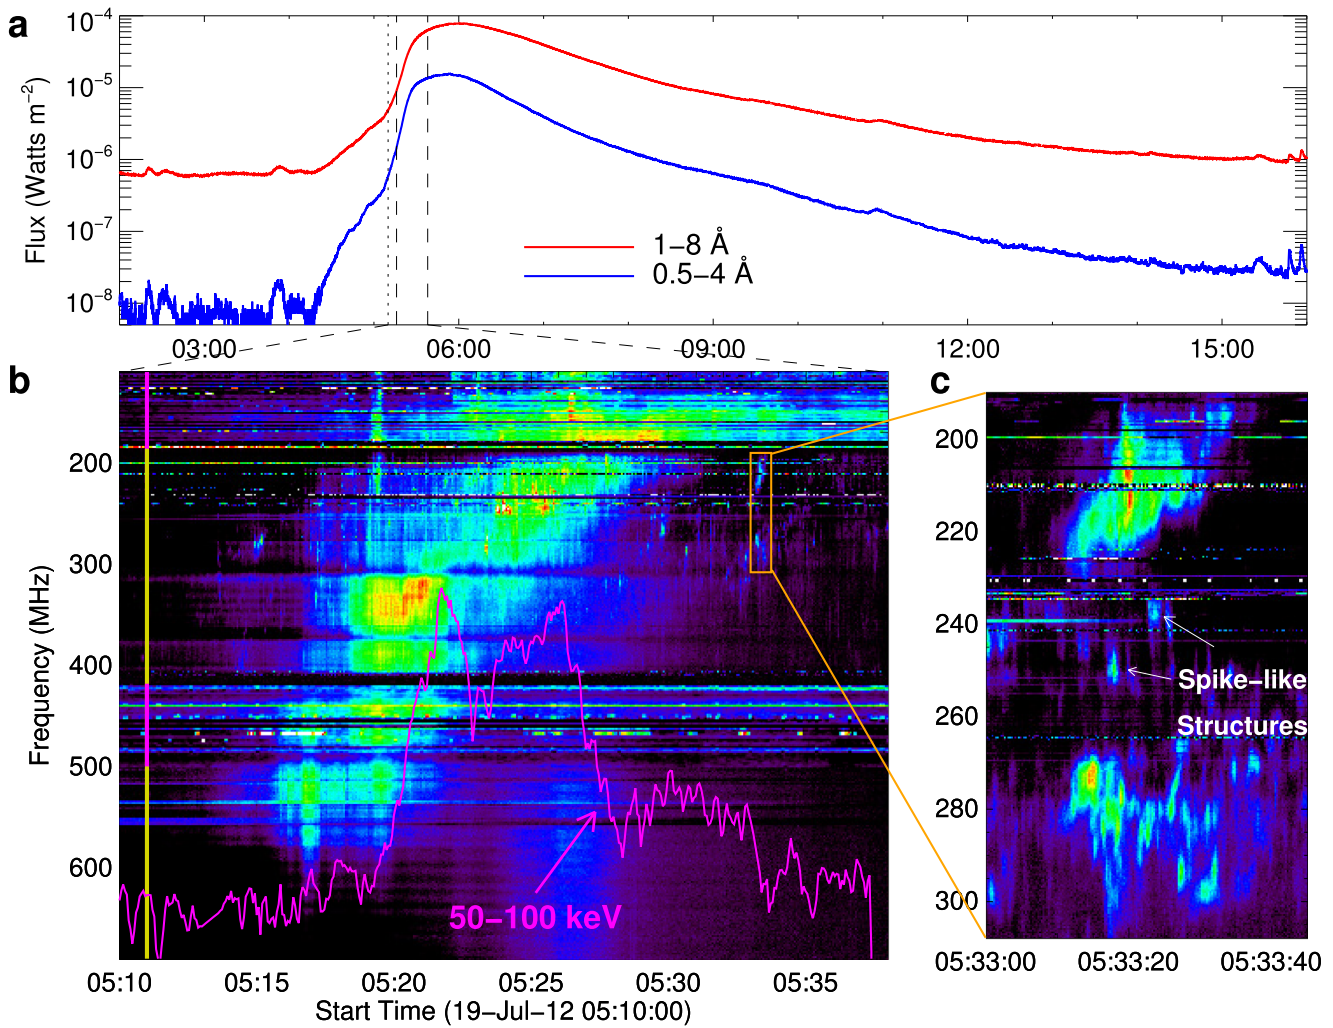 a
Flux (Watts m−2)
10−4
10−5
10−6
10−7
10−8
1−8 Å
0.5−4 Å
03:00 06:00 09:00 12:00 15:00
b
Frequency (MHz)
200
300
400
500
600
50−100 keV
05:10 05:15 05:20 05:25 05:30 05:35
Start Time (19−Jul−12 05:10:00)
c
200
220
240
260
280
300
Spike−like
Structures
05:33:00 05:33:20 05:33:40